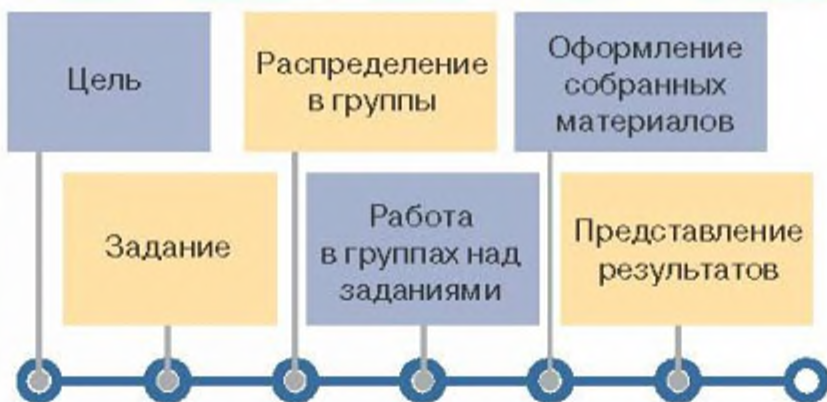 Цель
Задание
Распределение
в группы
Работа
в группах над
заданиями
Оформление
собранных
материалов
Представление
результатов